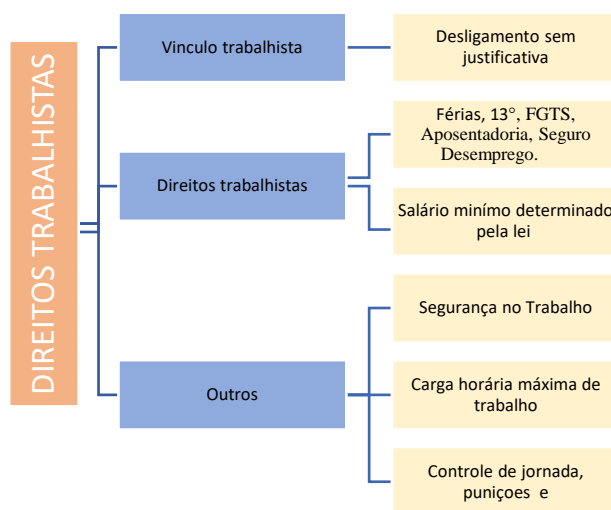 DIREITOS TRABALHISTAS
Vinculo trabalhista
Desligamento sem
justificativa
Direitos trabalhistas
Férias, 13°, FGTS,
Aposentadoria, Seguro
Desemprego.
Salário minímo determinado
pela lei
Outros
Segurança no Trabalho
Carga horária máxima de
trabalho
Controle de jornada,
puniçoes e